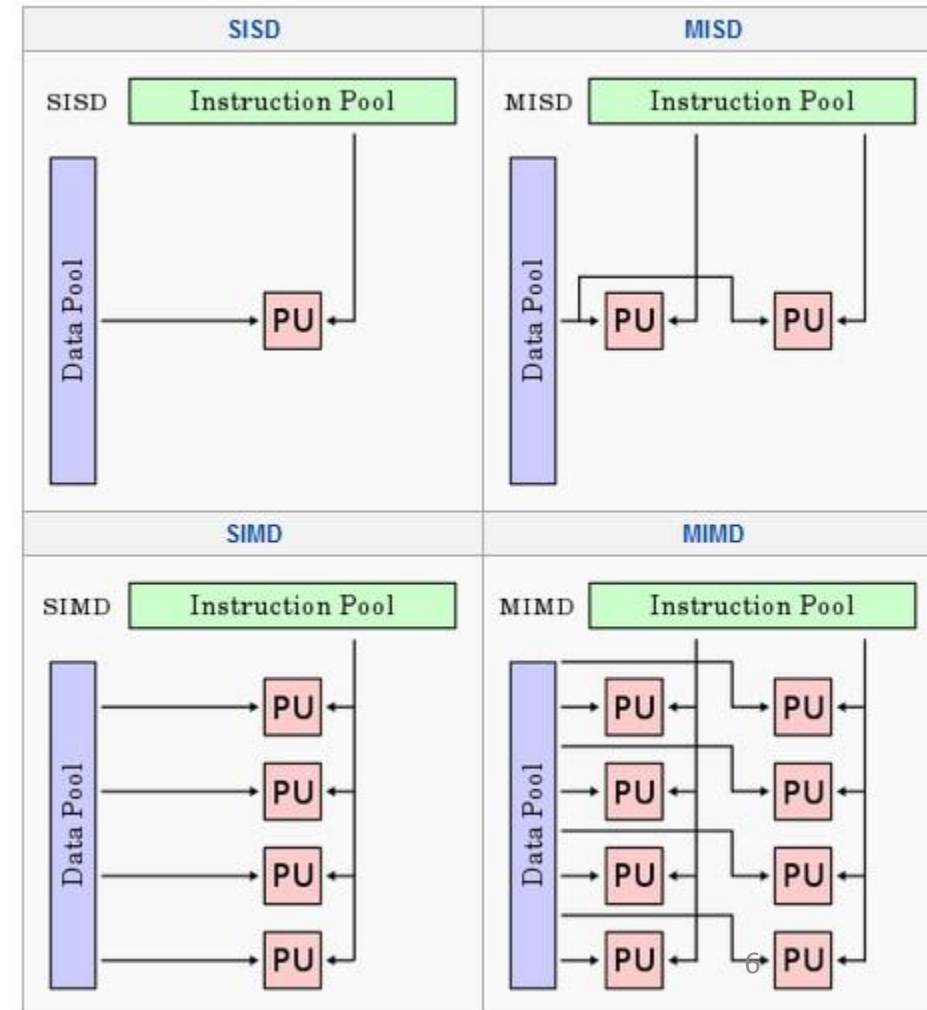 SISD
MISD
SISD Instruction Pool
MISD Instruction Pool
Data Pool
PU
Data Pool
PU PU
SIMD
MIMD
SIMD Instruction Pool
MIMD Instruction Pool
Data Pool
PU
PU
PU
PU
Data Pool
PU PU
PU PU
PU PU
PU 6 PU